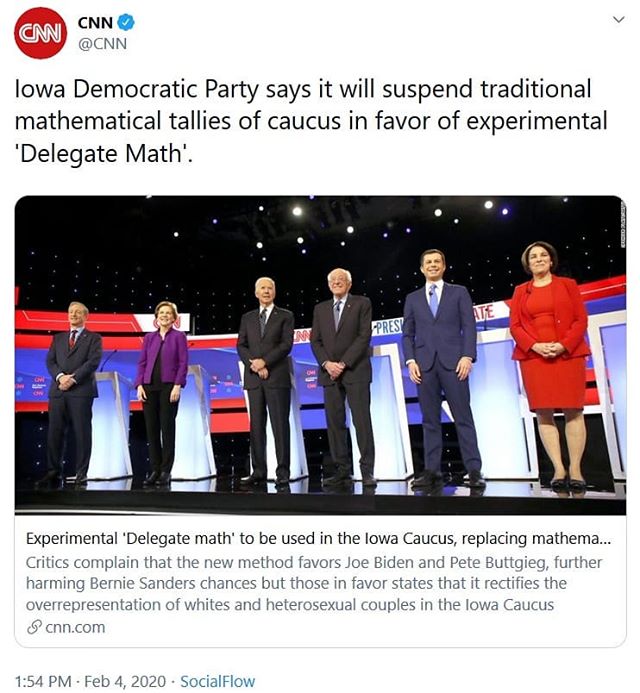 CNN
CNN
@CNN
Iowa Democratic Party says it will suspend traditional
mathematical tallies of caucus in favor of experimental
'Delegate Math'.
CNN
PRESI
ATE
Experimental 'Delegate math' to be used in the Iowa Caucus, replacing mathema...
Critics complain that the new method favors Joe Biden and Pete Buttgieg, further
harming Bernie Sanders chances but those in favor states that it rectifies the
overrepresentation of whites and heterosexual couples in the Iowa Caucus
cnn.com
1:54 PM · Feb 4, 2020 · SocialFlow